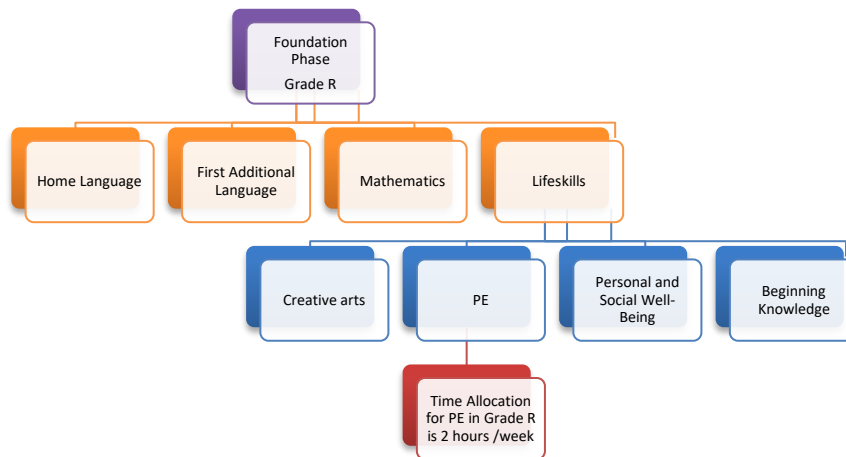 Foundation
Phase
Grade R
Home Language
First Additional
Language
Mathematics
Lifeskills
Creative arts
PE
Personal and
Social Well-
Being
Beginning
Knowledge
Time Allocation
for PE in Grade R
is 2 hours /week